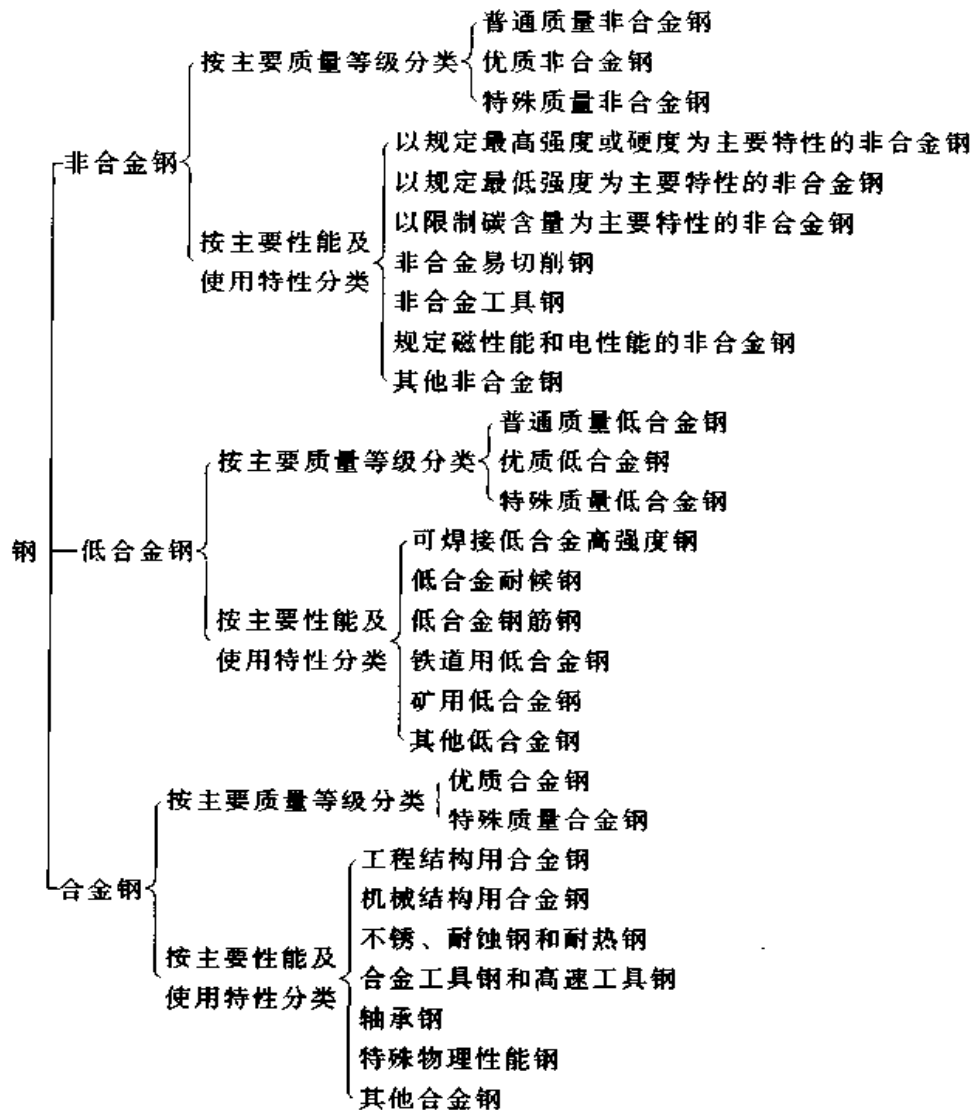 钢
非合金钢
按主要质量等级分类
普通质量非合金钢
优质非合金钢
特殊质量非合金钢
按主要性能及
使用特性分类
以规定最高强度或硬度为主要特性的非合金钢
以规定最低强度为主要特性的非合金钢
以限制碳含量为主要特性的非合金钢
非合金易切削钢
非合金工具钢
规定磁性能和电性能的非合金钢
其他非合金钢
低合金钢
按主要质量等级分类
普通质量低合金钢
优质低合金钢
特殊质量低合金钢
按主要性能及
使用特性分类
可焊接低合金高强度钢
低合金耐候钢
低合金钢筋钢
铁道用低合金钢
矿用低合金钢
其他低合金钢
合金钢
按主要质量等级分类
优质合金钢
特殊质量合金钢
按主要性能及
使用特性分类
工程结构用合金钢
机械结构用合金钢
不锈、耐蚀钢和耐热钢
合金工具钢和高速工具钢
轴承钢
特殊物理性能钢
其他合金钢